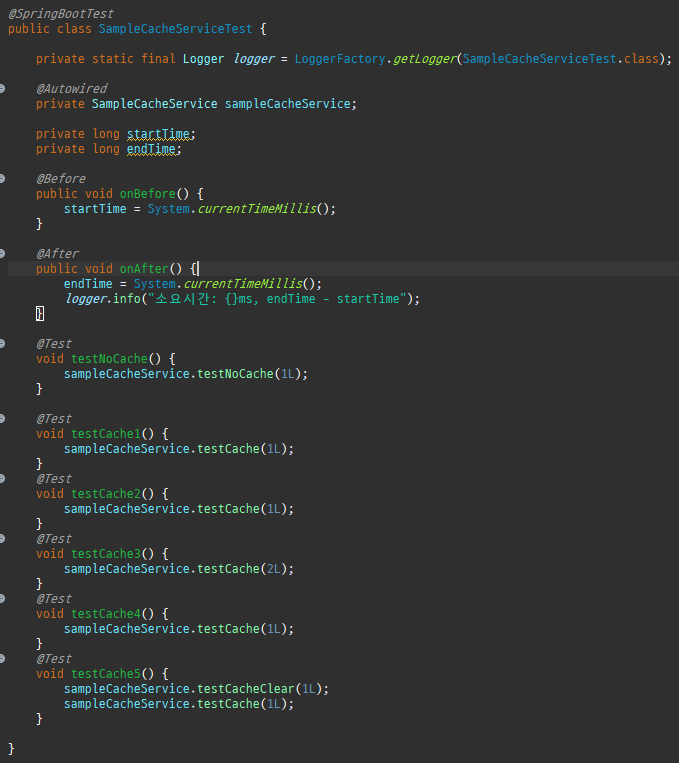 @SpringBootTest
public class SampleCacheServiceTest {
private static final Logger logger = LoggerFactory.getLogger(SampleCacheServiceTest.class);
@Autowired
private SampleCacheService sampleCacheService;
private long startTime;
private long endTime;
@Before
public void onBefore() {
startTime = System.currentTimeMillis();
}
@After
public void onAfter() {
endTime = System.currentTimeMillis();
logger.info("소요시간: {}ms, endTime - startTime");
}
@Test
void testNoCache() {
sampleCacheService.testNoCache(1L);
}
@Test
void testCache1() {
sampleCacheService.testCache(1L);
}
@Test
void testCache2() {
sampleCacheService.testCache(1L);
}
@Test
void testCache3() {
sampleCacheService.testCache(2L);
}
@Test
void testCache4() {
sampleCacheService.testCache(1L);
}
@Test
void testCache5() {
sampleCacheService.testCacheClear(1L);
sampleCacheService.testCache(1L);
}
}